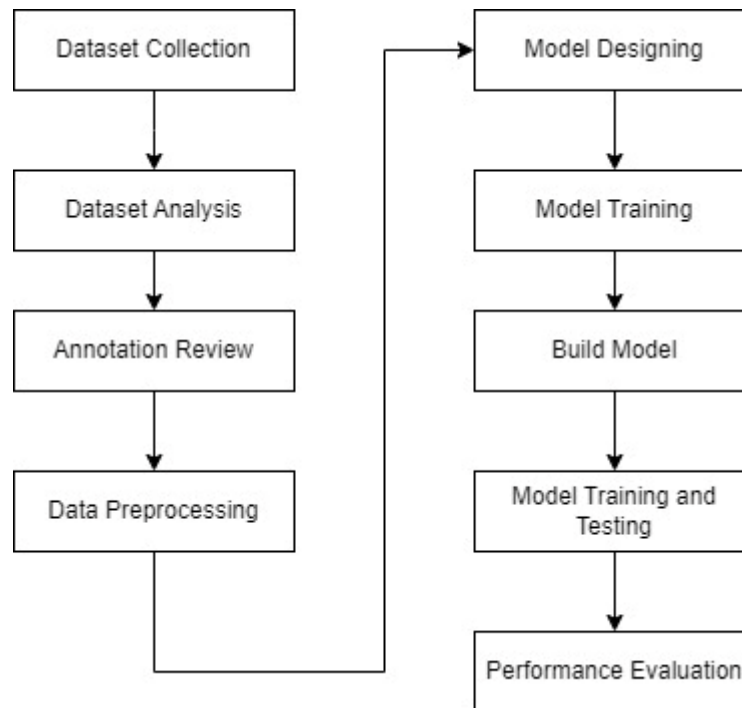 Dataset Collection
Dataset Analysis
Annotation Review
Data Preprocessing
Model Designing
Model Training
Build Model
Model Training and
Testing
Performance Evaluation